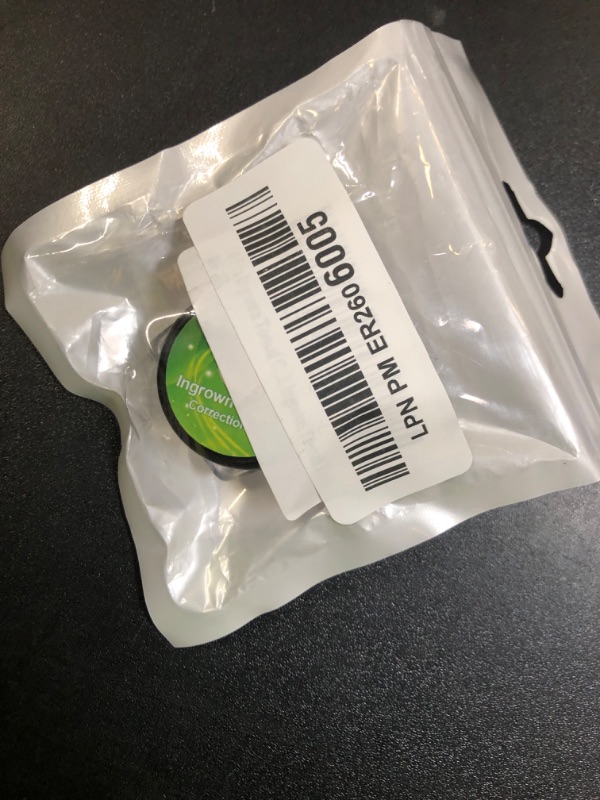 LPN PM ER2606005
Ingrown
Correction